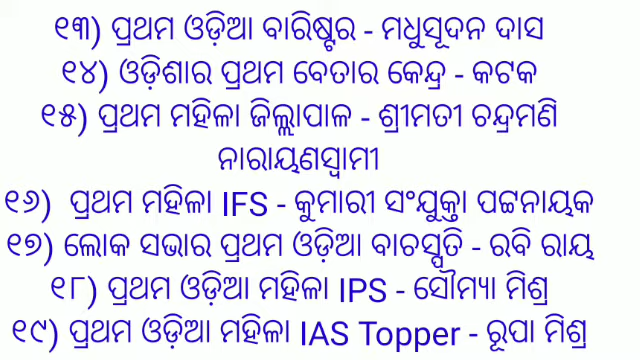 ୧୩) ପ୍ରଥମ ଓଡ଼ିଆ ବାରିଷ୍ଟର - ମଧୁସୂଦନ ଦାସ
୧୪) ଓଡ଼ିଶାର ପ୍ରଥମ ବେତାର କେନ୍ଦ୍ର - କଟକ
୧୫) ପ୍ରଥମ ମହିଳା ଜିଲ୍ଲାପାଳ - ଶ୍ରୀମତୀ ଚନ୍ଦ୍ରମଣି
ନାରାୟଣସ୍ୱାମୀ
୧୬) ପ୍ରଥମ ମହିଳା IFS - କୁମାରୀ ସଂଯୁକ୍ତା ପଟ୍ଟନାୟକ
୧୭) ଲୋକ ସଭାର ପ୍ରଥମ ଓଡ଼ିଆ ବାଚସ୍ପତି - ରବି ରାୟ
୧୮) ପ୍ରଥମ ଓଡ଼ିଆ ମହିଳା IPS - ସୌମ୍ୟା ମିଶ୍ର
୧୯) ପ୍ରଥମ ଓଡ଼ିଆ ମହିଳା IAS Topper - ରୂପା ମିଶ୍ର